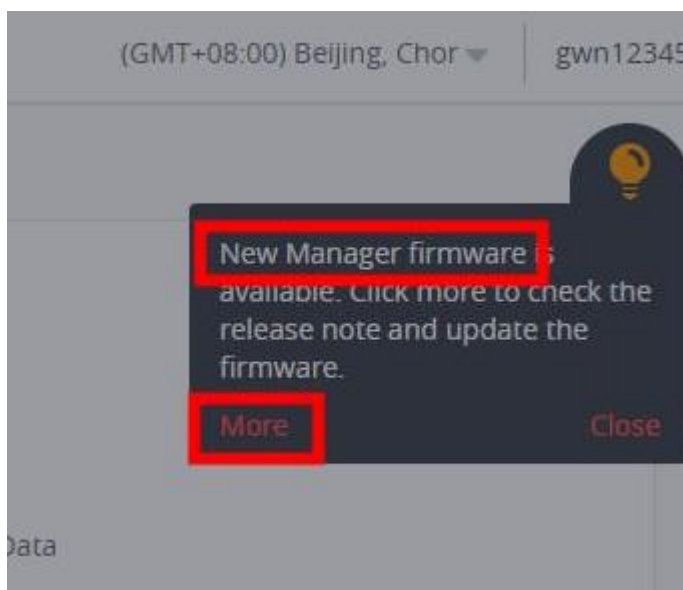 (GMT+08:00) Beijing, Chor
gwn12345
New Manager firmware is
available. Click more to check the
release note and update the
firmware.
More
Close
Data